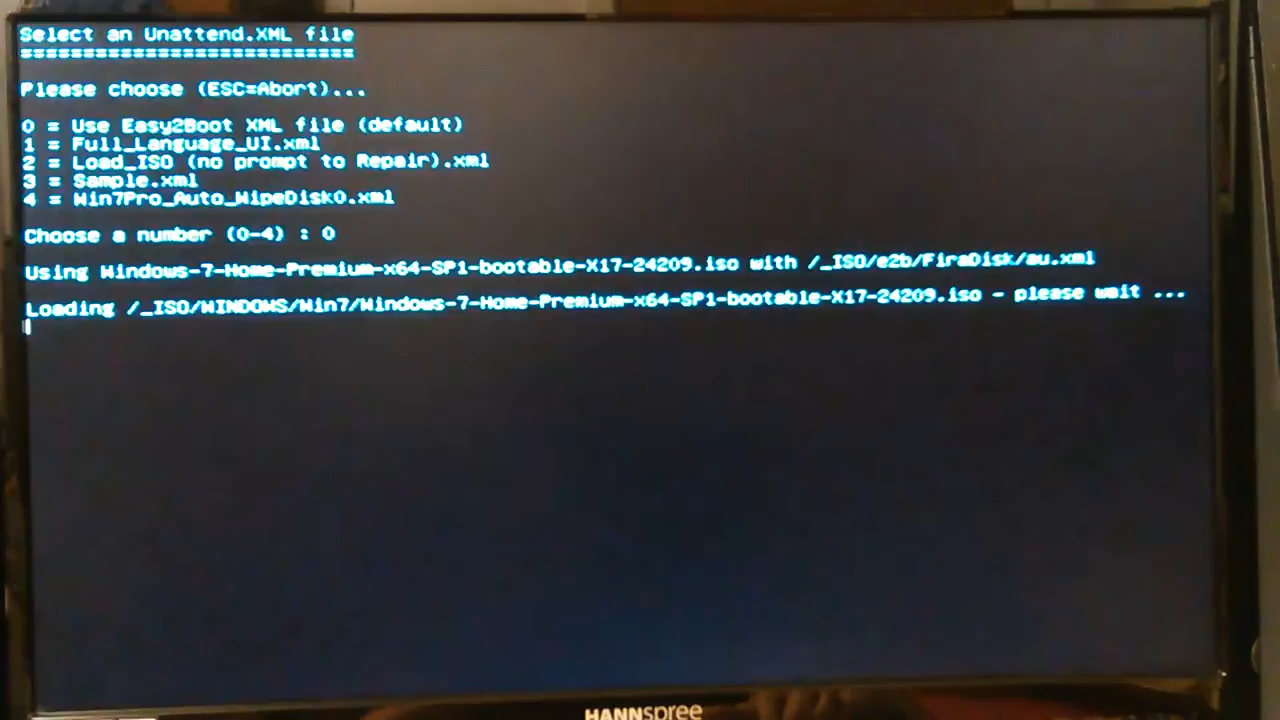 Select an Unattend.XML file
===========================
Please choose (ESC=Abort)...
0 = Use Easy2Boot XML file (default)
1 = Full_Language_UI.xml
2 = Load_ISO (no prompt to Repair).xml
3 = Sample.xml
4 = Win7Pro_Auto_WipeDisk0.xml
Choose a number (0-4) : 0
Using Windows-7-Home-Premium-x64-SP1-bootable-X17-24209.iso with /_ISO/e2b/FiraDisk/au.xml
Loading /_ISO/WINDOWS/Win7/Windows-7-Home-Premium-x64-SP1-bootable-X17-24209.iso - please wait ...
HANNspree